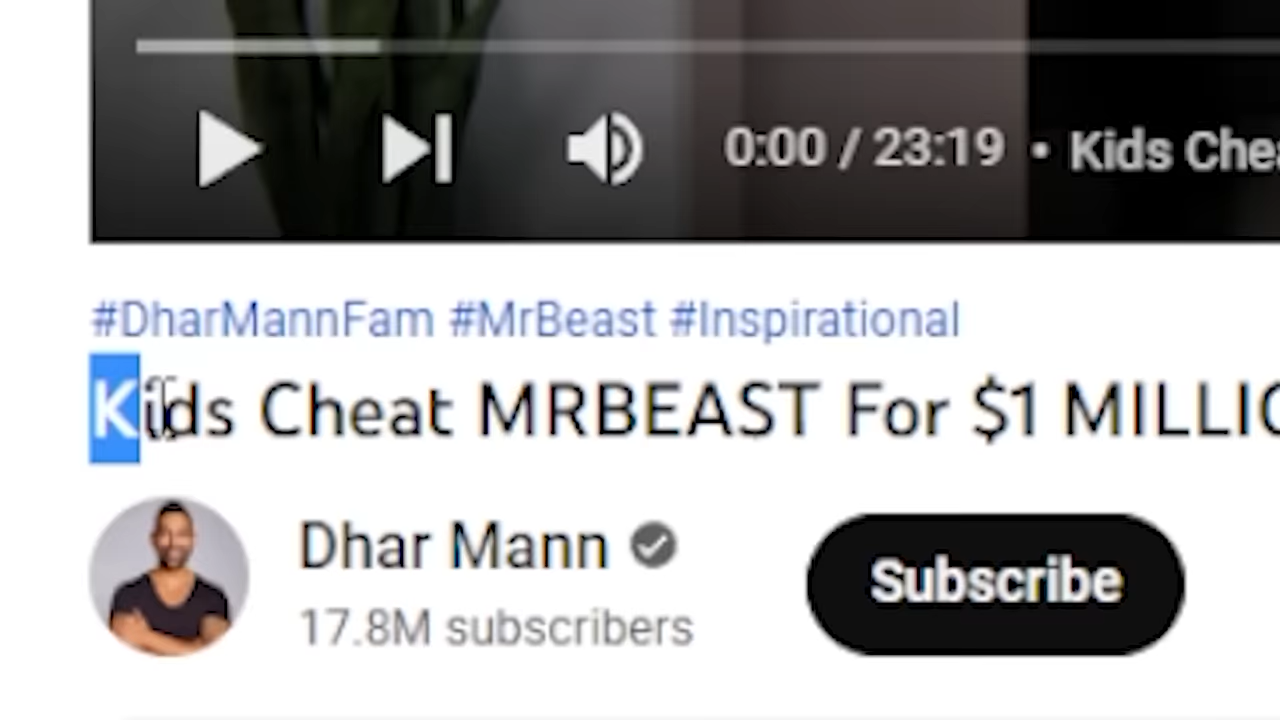 0:00 / 23:19 • Kids Che
#DharMannFam #MrBeast #Inspirational
Kids Cheat MRBEAST For $1 MILLIO
Dhar Mann
17.8M subscribers
Subscribe